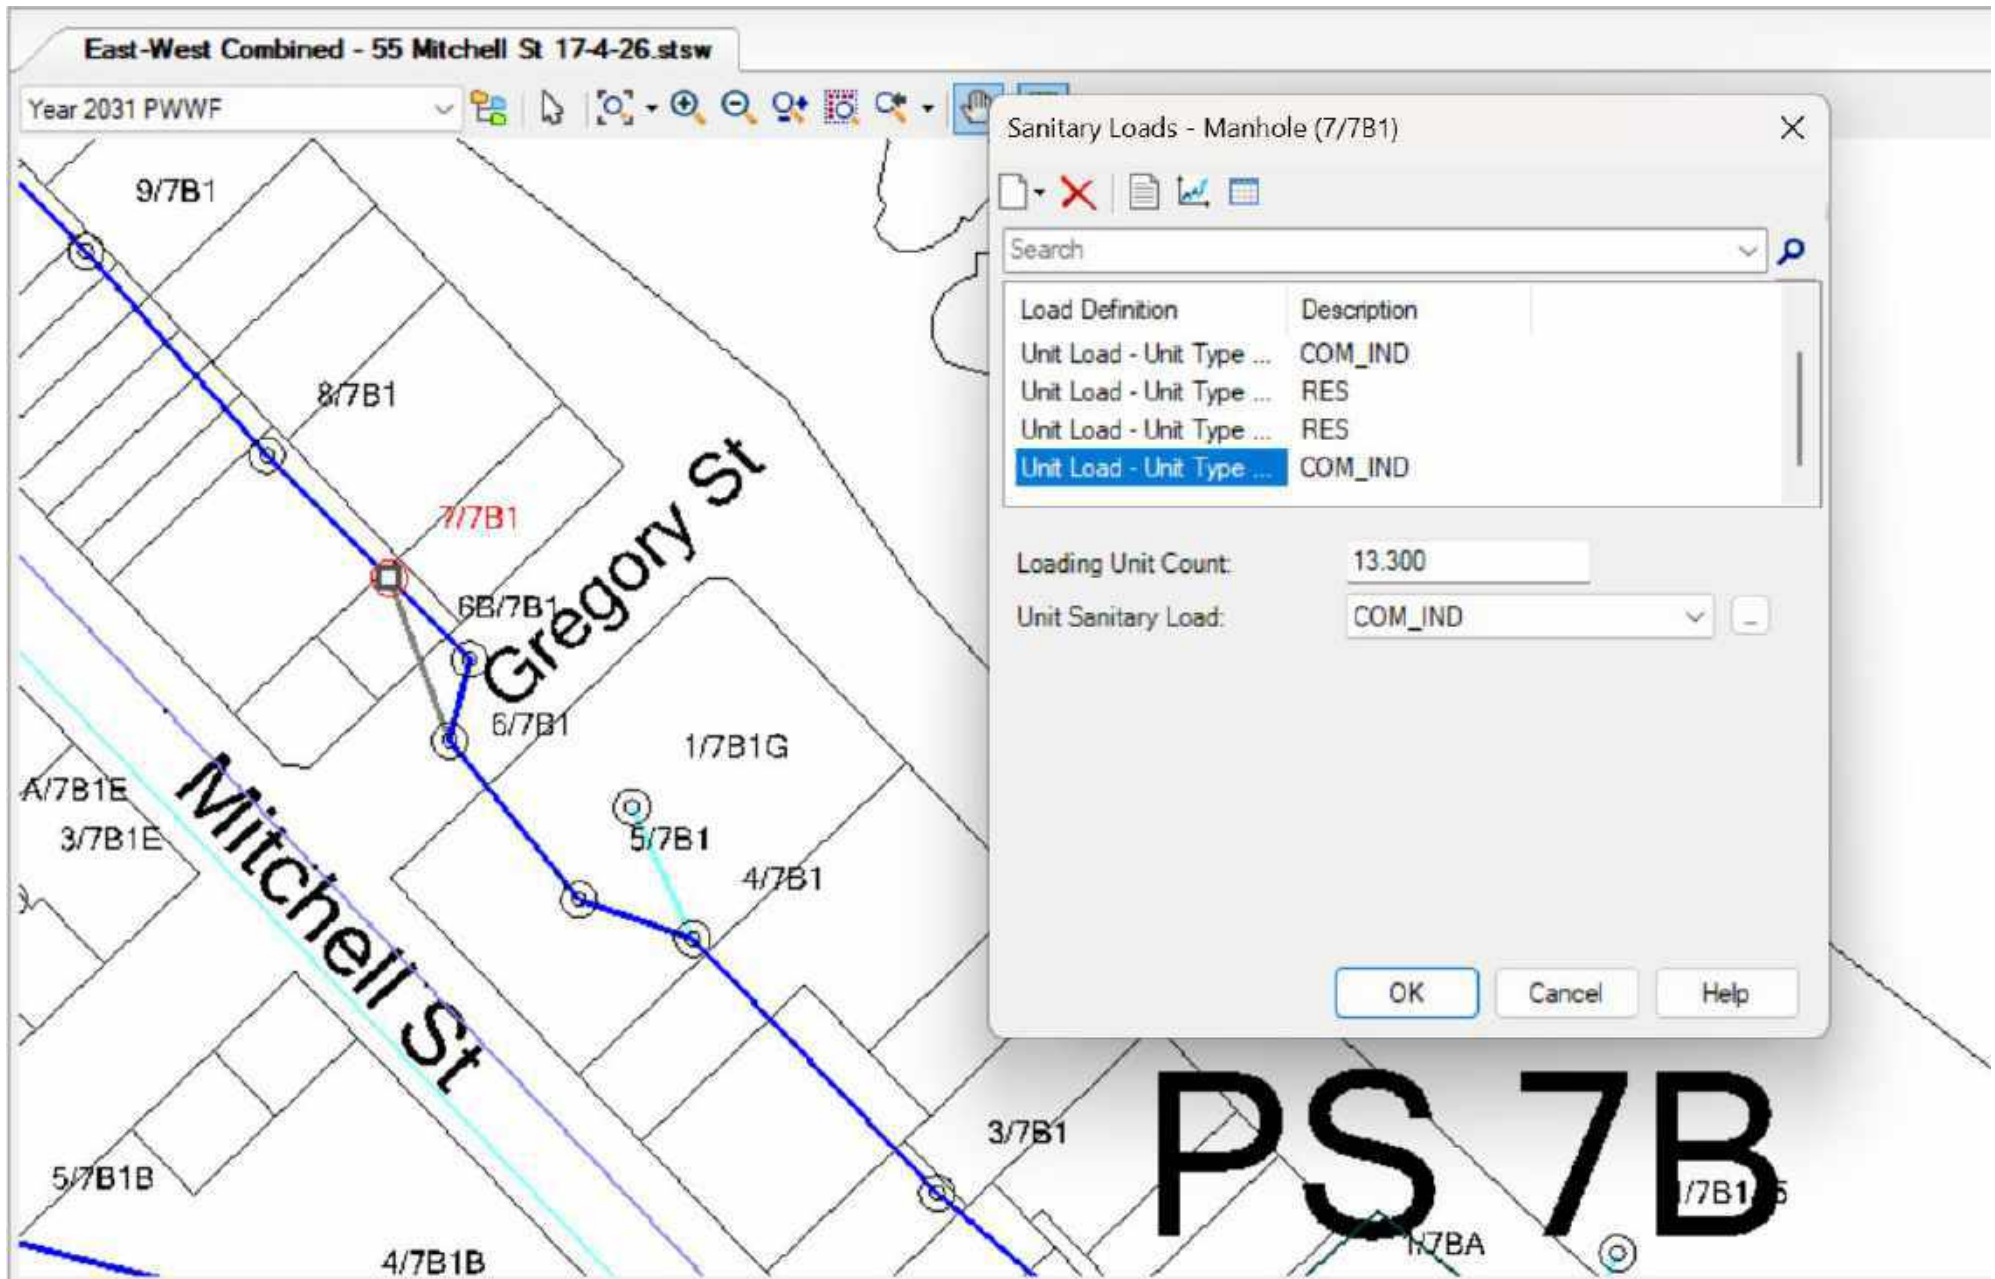 East-West Combined - 55 Mitchell St 17-4-26.stsw
Year 2031 PWWF
Sanitary Loads - Manhole (7/7B1)
Search
Load Definition Description
Unit Load - Unit Type ... COM_IND
Unit Load - Unit Type ... RES
Unit Load - Unit Type ... RES
Unit Load - Unit Type ... COM_IND
Loading Unit Count: 13.300
Unit Sanitary Load: COM_IND
OK Cancel Help
9/7B1
8/7B1
7/7B1
Gregory St
6B/7B1
6/7B1
1/7B1G
A/7B1E
3/7B1E
5/7B1
4/7B1
Mitchell St
3/7B1
PS 7B
5/7B1B
4/7B1B
1/7BA